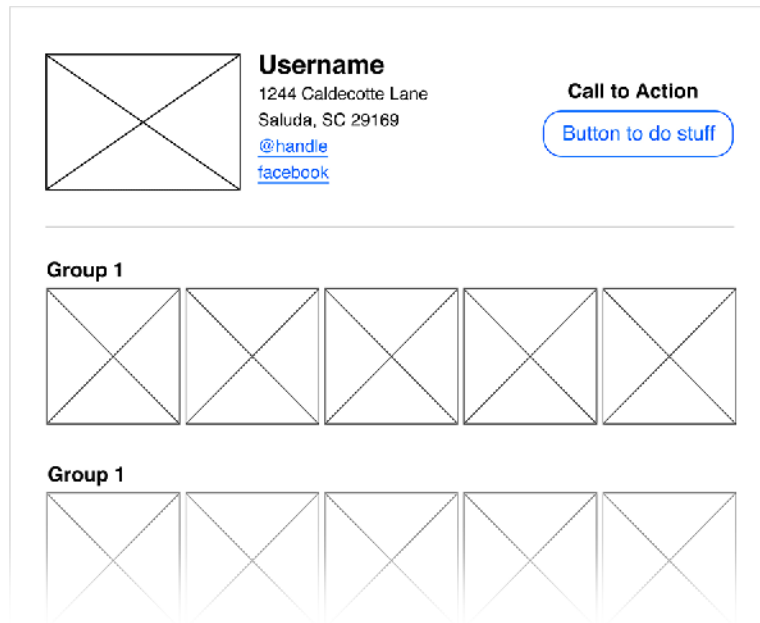 Username
1244 Caldecotte Lane
Saluda, SC 29169
@handle
facebook
Call to Action
Button to do stuff
Group 1
Group 1